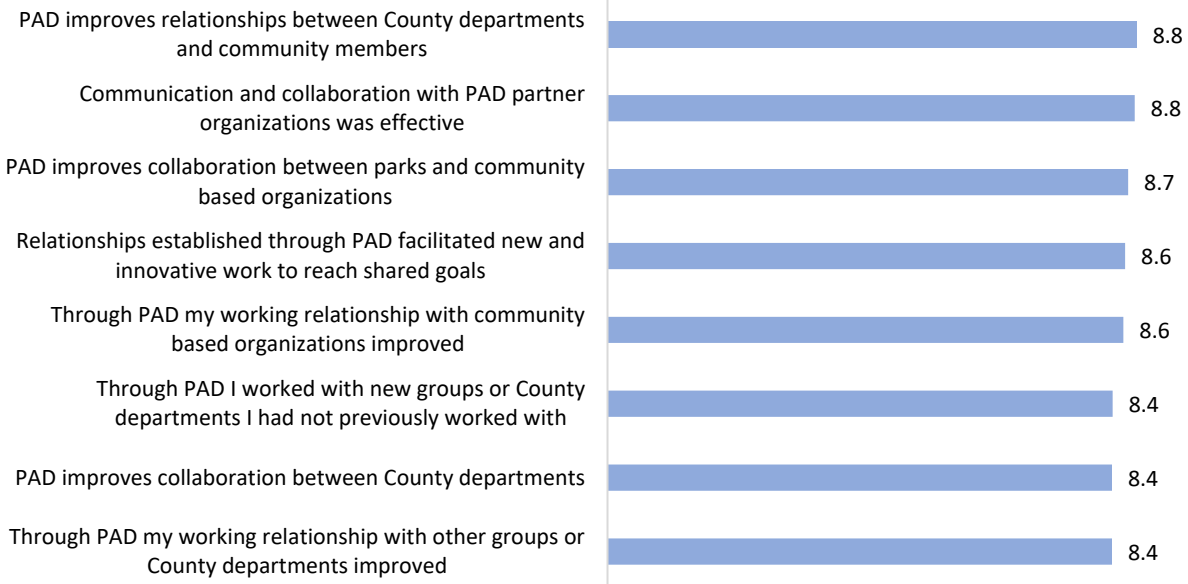 PAD improves relationships between County departments
and community members
8.8
Communication and collaboration with PAD partner
organizations was effective
8.8
PAD improves collaboration between parks and community
based organizations
8.7
Relationships established through PAD facilitated new and
innovative work to reach shared goals
8.6
Through PAD my working relationship with community
based organizations improved
8.6
Through PAD I worked with new groups or County
departments I had not previously worked with
8.4
PAD improves collaboration between County departments
8.4
Through PAD my working relationship with other groups or
County departments improved
8.4